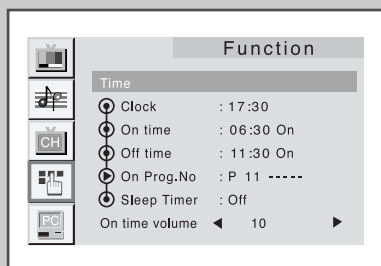 Function
Time
Clock : 17:30
On time : 06:30 On
Off time : 11:30 On
On Prog.No : P 11 -----
Sleep Timer : Off
On time volume ◀ 10 ▶
CH
PC